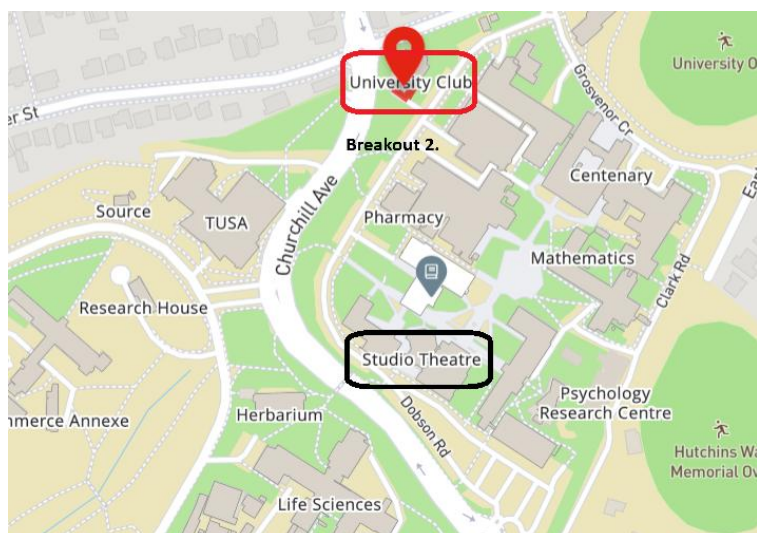 University O
University Club
Grosvenor Cr
er St
Breakout 2.
Centenary
Source
TUSA
Churchill Ave
Pharmacy
Mathematics
Clark Rd
Research House
Studio Theatre
Psychology
Research Centre
mmerce Annexe
Herbarium
Dobson Rd
Hutchins Wa
Memorial Ov
Life Sciences